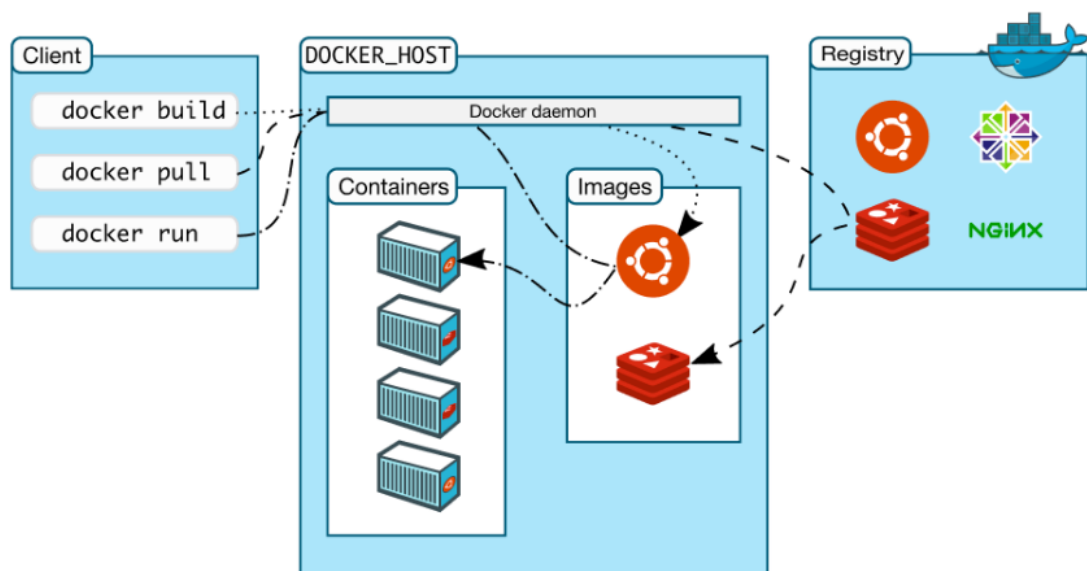 Client
docker build
docker pull
docker run
DOCKER_HOST
Docker daemon
Containers
Images
Registry
NGiNX